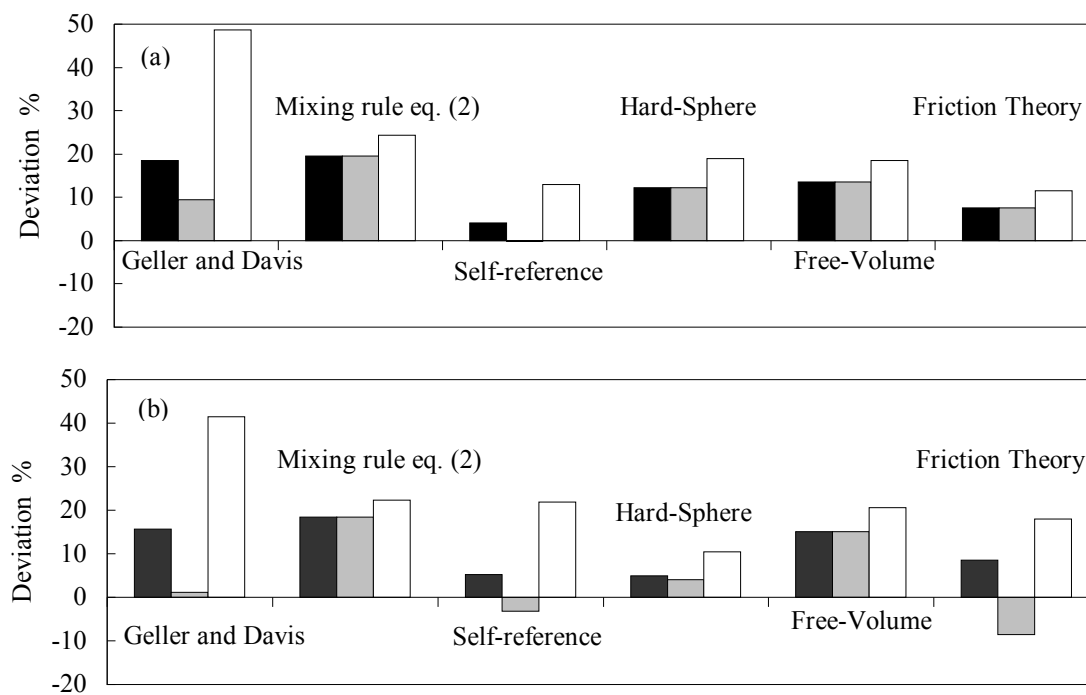 50
(a)
40
Mixing rule eq. (2) Hard-Sphere Friction Theory
30
20
10
0
Geller and Davis Self-reference Free-Volume
-10
-20
Deviation %
50
(b)
40
Mixing rule eq. (2) Friction Theory
30
20
Hard-Sphere
10
0
Geller and Davis Self-reference Free-Volume
-10
-20
Deviation %